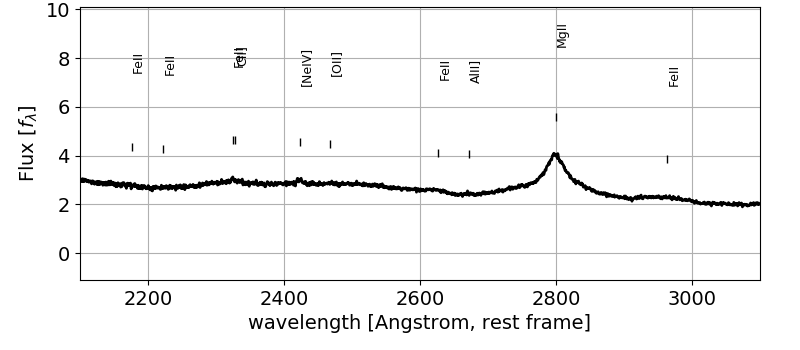 10
8
6
4
2
0
Flux [fλ]
FeII
FeII
FeII
CII]
[NeIV]
[OII]
FeII
AlII]
MgII
FeII
2200
2400
2600
2800
3000
wavelength [Angstrom, rest frame]